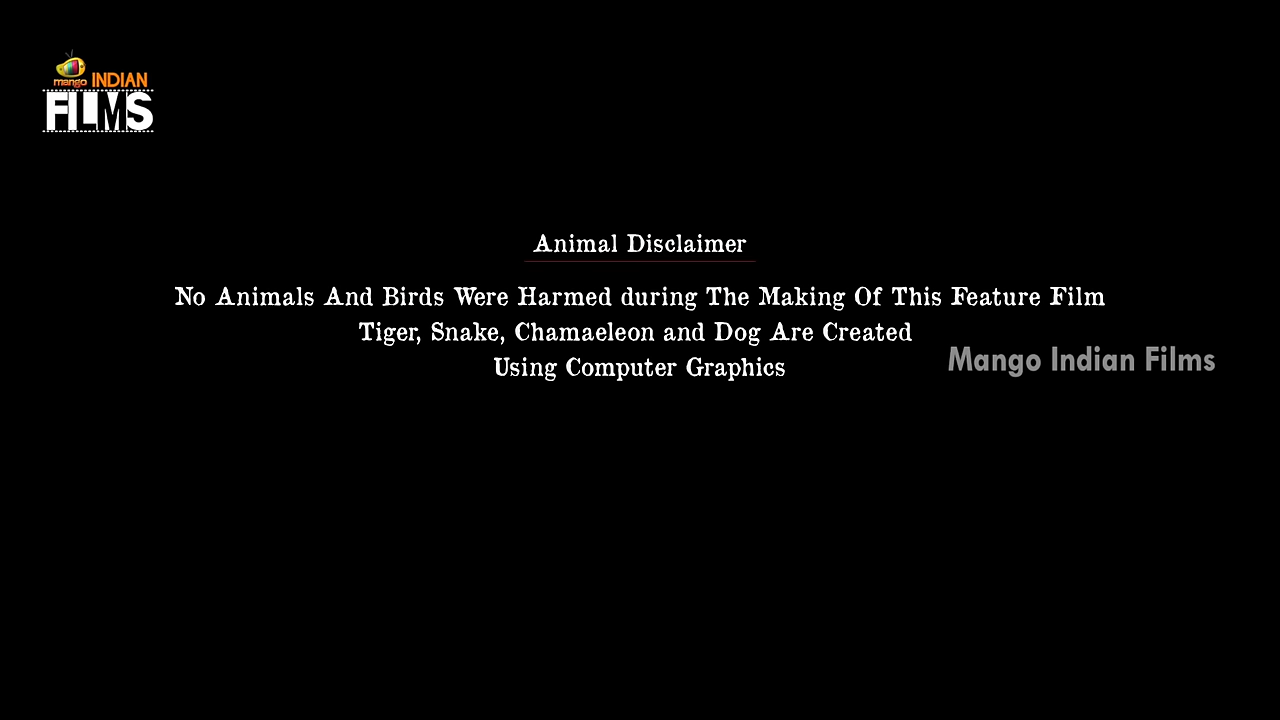 mango INDIAN
FILMS
Animal Disclaimer
No Animals And Birds Were Harmed during The Making Of This Feature Film
Tiger, Snake, Chamaeleon and Dog Are Created
Using Computer Graphics
Mango Indian Films